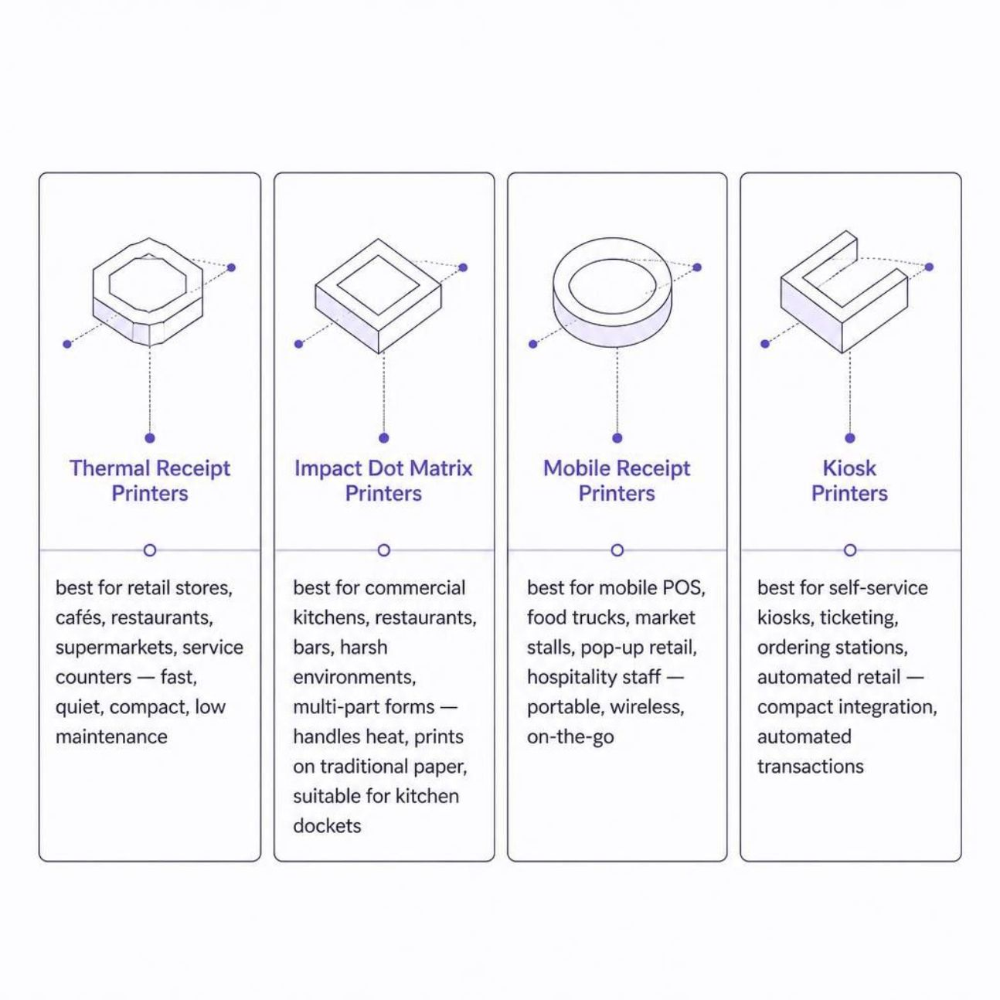 Thermal Receipt
Printers
best for retail stores,
cafés, restaurants,
supermarkets, service
counters — fast,
quiet, compact, low
maintenance
Impact Dot Matrix
Printers
best for commercial
kitchens, restaurants,
bars, harsh
environments,
multi-part forms —
handles heat, prints
on traditional paper,
suitable for kitchen
dockets
Mobile Receipt
Printers
best for mobile POS,
food trucks, market
stalls, pop-up retail,
hospitality staff —
portable, wireless,
on-the-go
Kiosk
Printers
best for self-service
kiosks, ticketing,
ordering stations,
automated retail —
compact integration,
automated
transactions